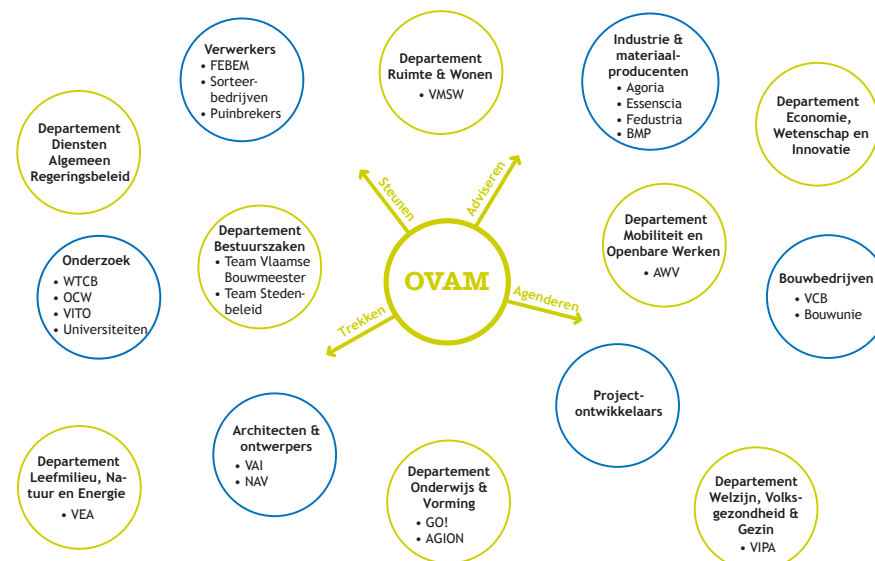 Verwerkers
• FEBEM
• Sorteer-
bedrijven
• Puinbrekers
Departement
Ruimte & Wonen
• VMSW
Industrie &
materiaal-
producenten
• Agoria
• Essenscia
• Fedustria
• BMP
Departement
Economie,
Wetenschap en
Innovatie
Departement
Diensten
Algemeen
Regeringsbeleid
Steunen
Adviseren
Departement
Bestuurszaken
• Team Vlaamse
Bouwmeester
• Team Steden-
beleid
Departement
Mobiliteit en
Openbare Werken
• AWV
Onderzoek
• WTCB
• OCW
• VITO
• Universiteiten
OVAM
Bouwbedrijven
• VCB
• Bouwunie
Trekken
Agenderen
Project-
ontwikkelaars
Architecten &
ontwerpers
• VAI
• NAV
Departement
Leefmilieu, Na-
tuur en Energie
• VEA
Departement
Onderwijs &
Vorming
• GO!
• AGION
Departement
Welzijn, Volks-
gezondheid &
Gezin
• VIPA